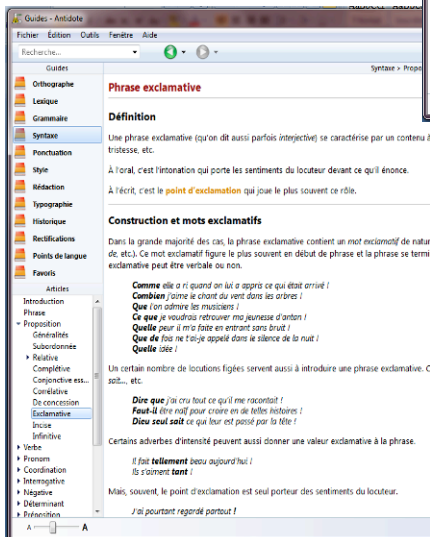 Guides - Antidote
Fichier Édition Outils Fenêtre Aide
Recherche...
Guides
Syntaxe > Propo
Orthographe
Lexique
Grammaire
Syntaxe
Ponctuation
Style
Rédaction
Typographie
Historique
Rectifications
Points de langue
Favoris
Articles
Introduction
Phrase
Proposition
Généralités
Subordonnée
Relative
Complétive
Conjonctive ess...
Corrélative
De concession
Exclamative
Incise
Infinitive
Verbe
Pronom
Coordination
Interrogative
Négative
Déterminant
Préposition
A A
Phrase exclamative
Définition
Une phrase exclamative (qu'on dit aussi parfois interjective) se caractérise par un contenu à
tristesse, etc.
À l'oral, c'est l'intonation qui porte les sentiments du locuteur devant ce qu'il énonce.
À l'écrit, c'est le point d'exclamation qui joue le plus souvent ce rôle.
Construction et mots exclamatifs
Dans la grande majorité des cas, la phrase exclamative contient un mot exclamatif de natur
de, etc.). Ce mot exclamatif figure le plus souvent en début de phrase et la phrase se termi
exclamative peut être verbale ou non.
Comme elle a ri quand on lui a appris ce qui était arrivé !
Combien j'aime le chant du vent dans les arbres !
Que l'on admire les musiciens !
Ce que je voudrais retrouver ma jeunesse d'antan !
Quelle peur il m'a faite en entrant sans bruit !
Que de fois ne t'ai-je appelé dans le silence de la nuit !
Quelle idée !
Un certain nombre de locutions figées servent aussi à introduire une phrase exclamative. C
sait..., etc.
Dire que j'ai cru tout ce qu'il me racontait !
Faut-il être naïf pour croire en de telles histoires !
Dieu seul sait ce qui leur est passé par la tête !
Certains adverbes d'intensité peuvent aussi donner une valeur exclamative à la phrase.
Il fait tellement beau aujourd'hui !
Ils s'aiment tant !
Mais, souvent, le point d'exclamation est seul porteur des sentiments du locuteur.
J'ai pourtant regardé partout !